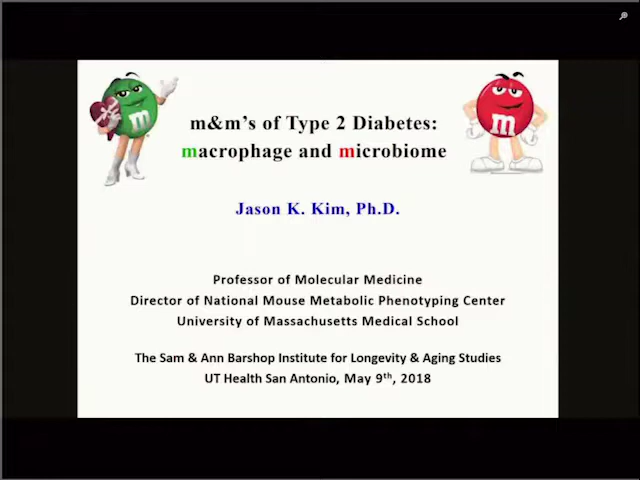 m&m's of Type 2 Diabetes:
macrophage and microbiome
Jason K. Kim, Ph.D.
Professor of Molecular Medicine
Director of National Mouse Metabolic Phenotyping Center
University of Massachusetts Medical School
The Sam & Ann Barshop Institute for Longevity & Aging Studies
UT Health San Antonio, May 9th, 2018
m
m